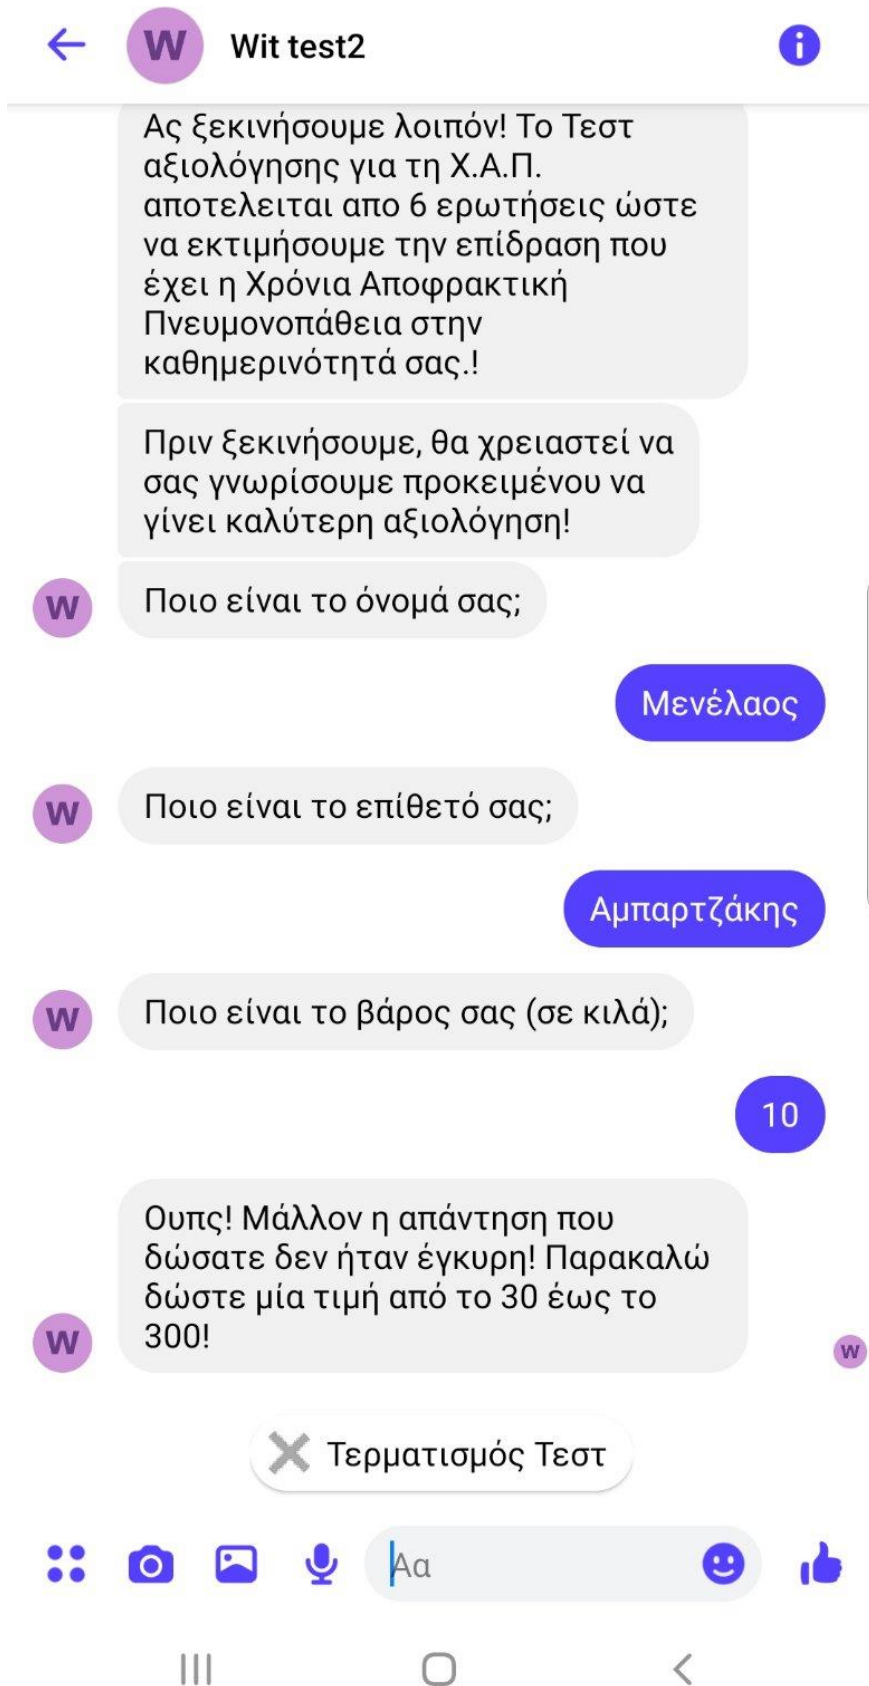 W Wit test2
Ας ξεκινήσουμε λοιπόν! Το Τεστ
αξιολόγησης για τη Χ.Α.Π.
αποτελειται απο 6 ερωτήσεις ώστε
να εκτιμήσουμε την επίδραση που
έχει η Χρόνια Αποφρακτική
Πνευμονοπάθεια στην
καθημερινότητά σας.!
Πριν ξεκινήσουμε, θα χρειαστεί να
σας γνωρίσουμε προκειμένου να
γίνει καλύτερη αξιολόγηση!
W Ποιο είναι το όνομά σας;
Μενέλαος
W Ποιο είναι το επίθετό σας;
Αμπαρτζάκης
W Ποιο είναι το βάρος σας (σε κιλά);
10
Ουπς! Μάλλον η απάντηση που
δώσατε δεν ήταν έγκυρη! Παρακαλώ
δώστε μία τιμή από το 30 έως το
W 300!
W
Τερματισμός Τεστ
Αα